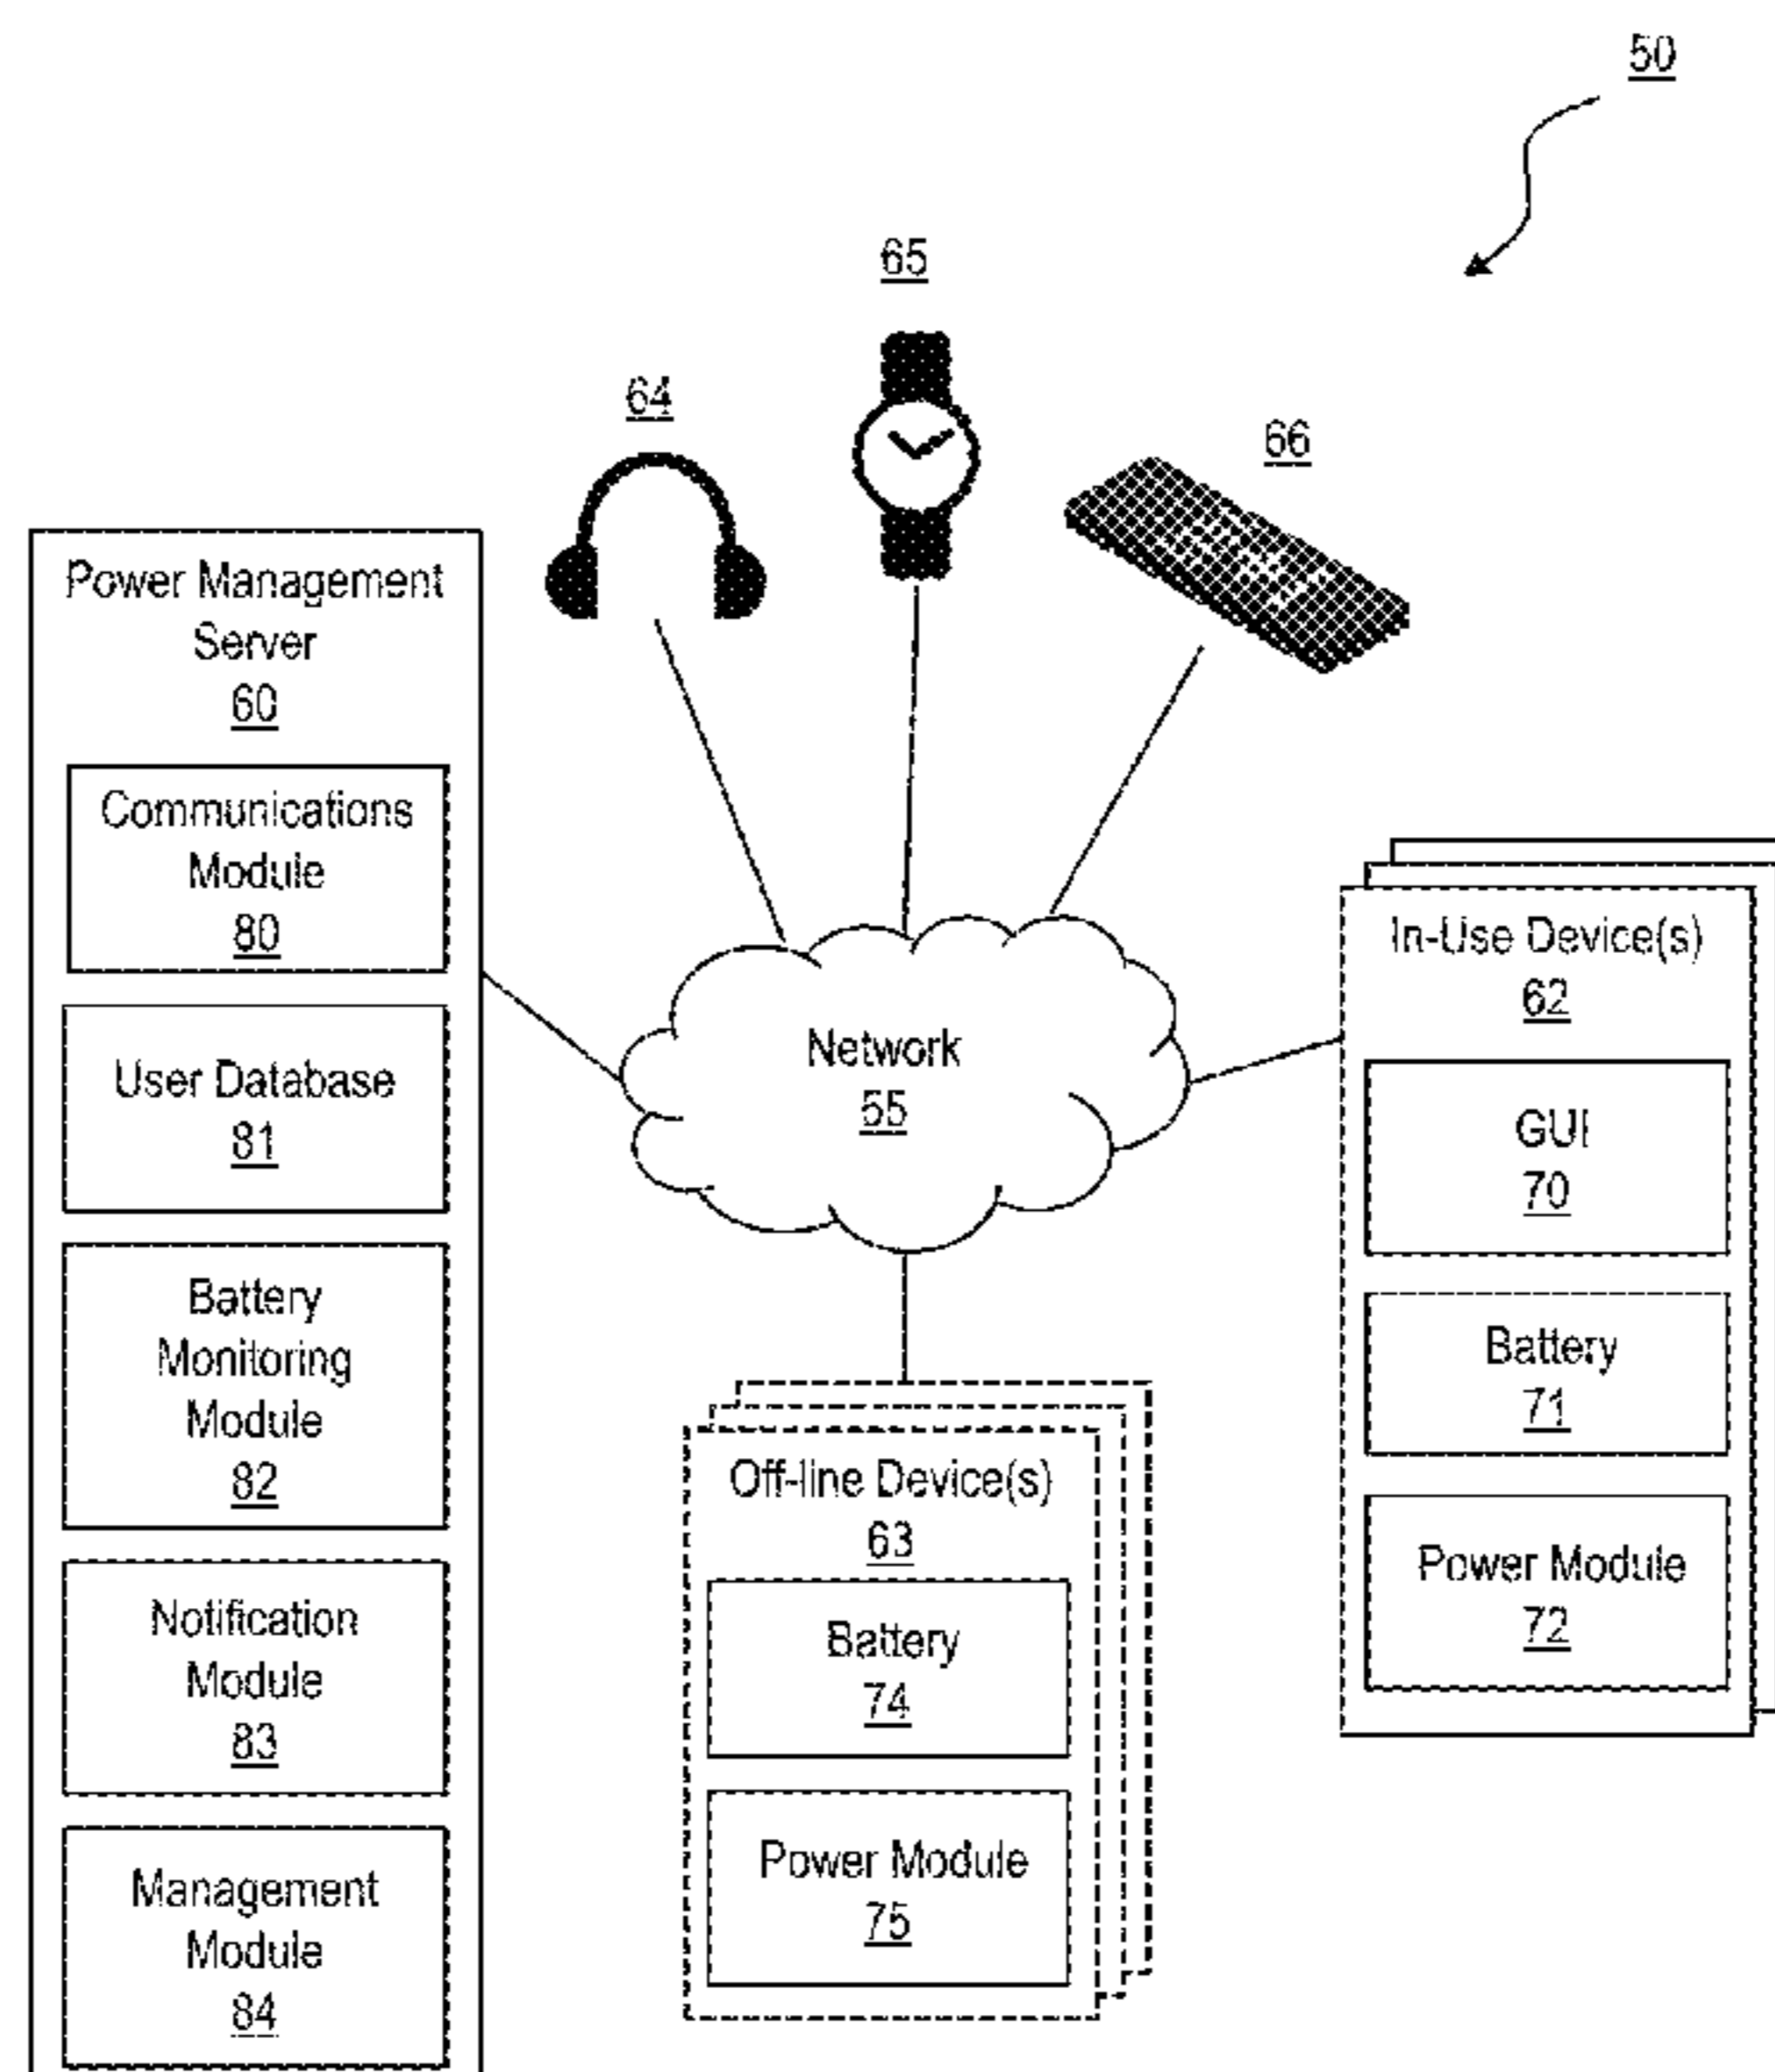 50
65
64
66
Power Management
Server
60
Communications
Module
80
User Database
81
Battery
Monitoring
Module
82
Notification
Module
83
Management
Module
84
Network
55
In-Use Device(s)
62
GUI
70
Battery
71
Power Module
72
Off-line Device(s)
63
Battery
74
Power Module
75